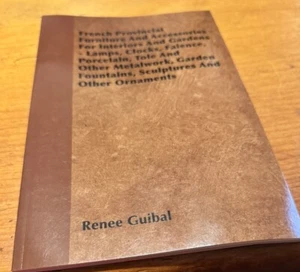 French Provincial
Furniture And Accessories -
For Interiors And Gardens
- Lamps, Clocks, Faience,
Porcelain, Tole And
Other Metalwork, Garden
Fountains, Sculptures And
Other Ornaments
Renee Guibal